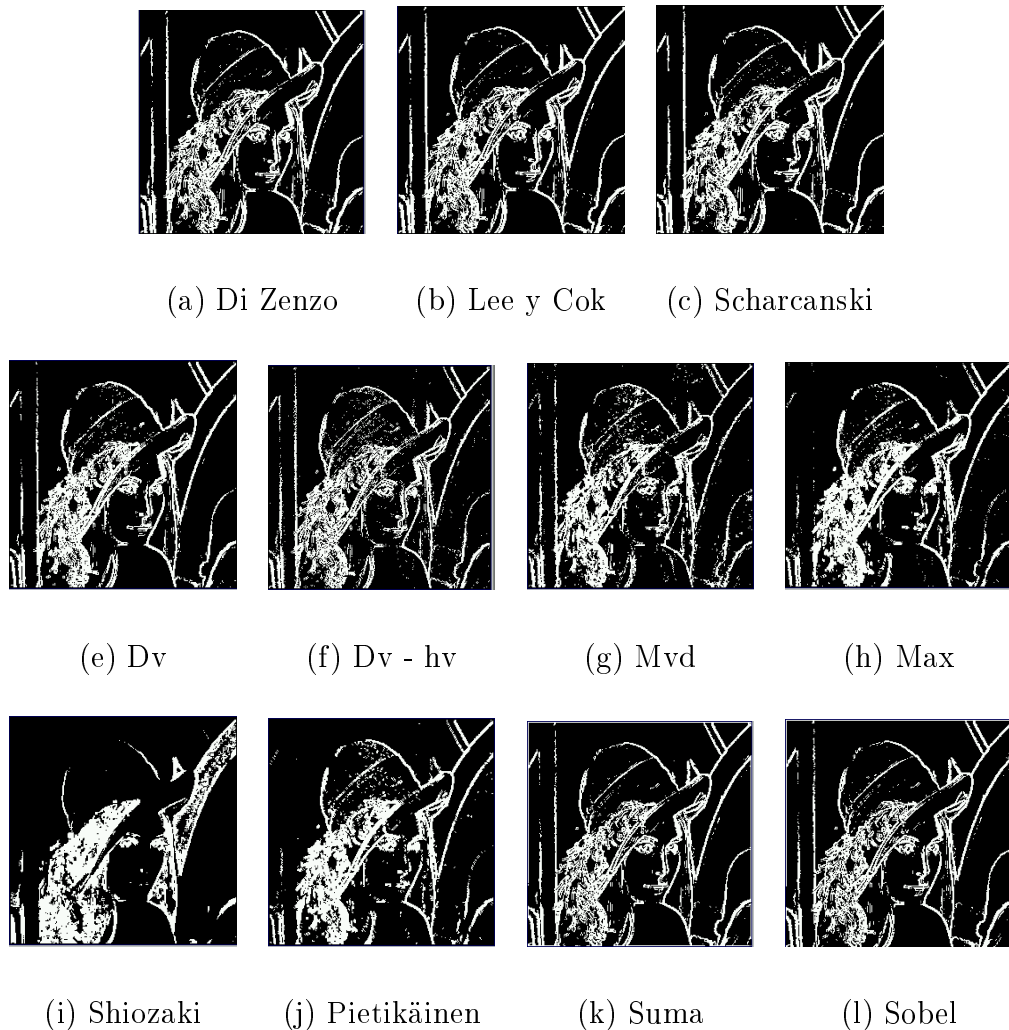 (a) Di Zenzo (b) Lee y Cok (c) Scharcanski
(e) Dv (f) Dv - hv (g) Mvd (h) Max
(i) Shiozaki (j) Pietikäinen (k) Suma (l) Sobel